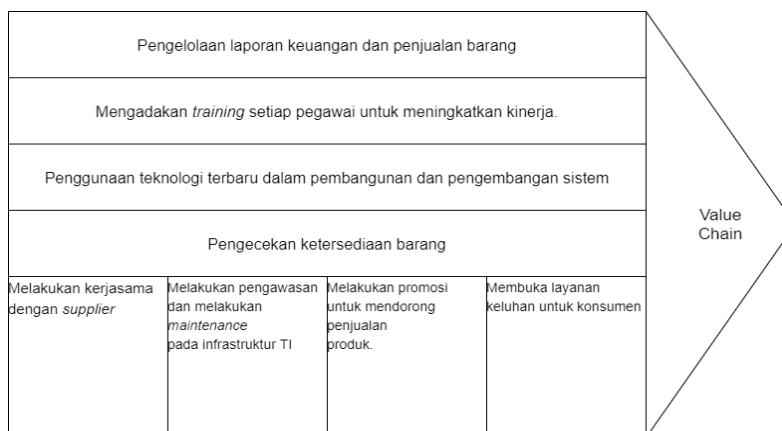 Pengelolaan laporan keuangan dan penjualan barang
Mengadakan training setiap pegawai untuk meningkatkan kinerja.
Penggunaan teknologi terbaru dalam pembangunan dan pengembangan sistem
Pengecekan ketersediaan barang
Value
Chain
Melakukan kerjasama
dengan supplier
Melakukan pengawasan
dan melakukan
maintenance
pada infrastruktur TI
Melakukan promosi
untuk mendorong
penjualan
produk.
Membuka layanan
keluhan untuk konsumen